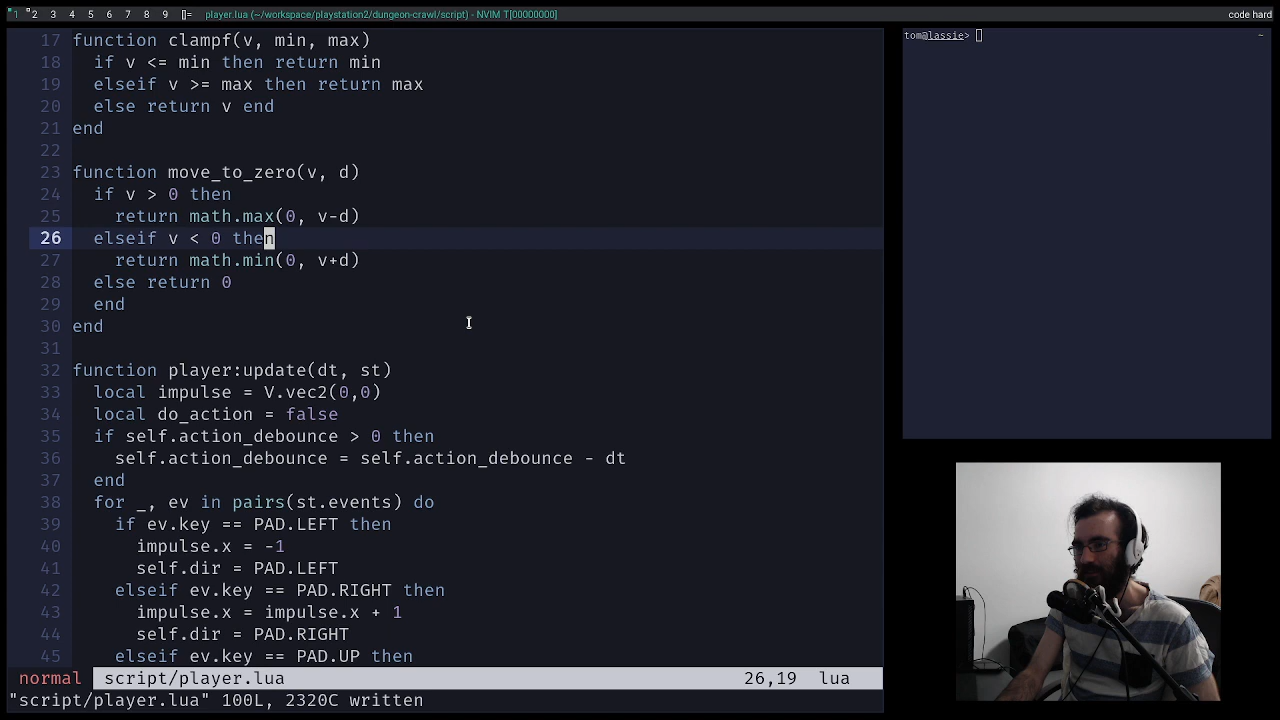 1 2 3 4 5 6 7 8 9 []= player.lua (~/workspace/playstation2/dungeon-crawl/script) - NVIM T[00000000] code hard
17 function clampf(v, min, max)
18 if v <= min then return min
19 elseif v >= max then return max
20 else return v end
21 end
22
23 function move_to_zero(v, d)
24 if v > 0 then
25 return math.max(0, v-d)
26 elseif v < 0 then
27 return math.min(0, v+d)
28 else return 0
29 end
30 end
31
32 function player:update(dt, st)
33 local impulse = V.vec2(0,0)
34 local do_action = false
35 if self.action_debounce > 0 then
36 self.action_debounce = self.action_debounce - dt
37 end
38 for _, ev in pairs(st.events) do
39 if ev.key == PAD.LEFT then
40 impulse.x = -1
41 self.dir = PAD.LEFT
42 elseif ev.key == PAD.RIGHT then
43 impulse.x = impulse.x + 1
44 self.dir = PAD.RIGHT
45 elseif ev.key == PAD.UP then
normal script/player.lua 26,19 lua
"script/player.lua" 100L, 2320C written
tom@lassie> ~